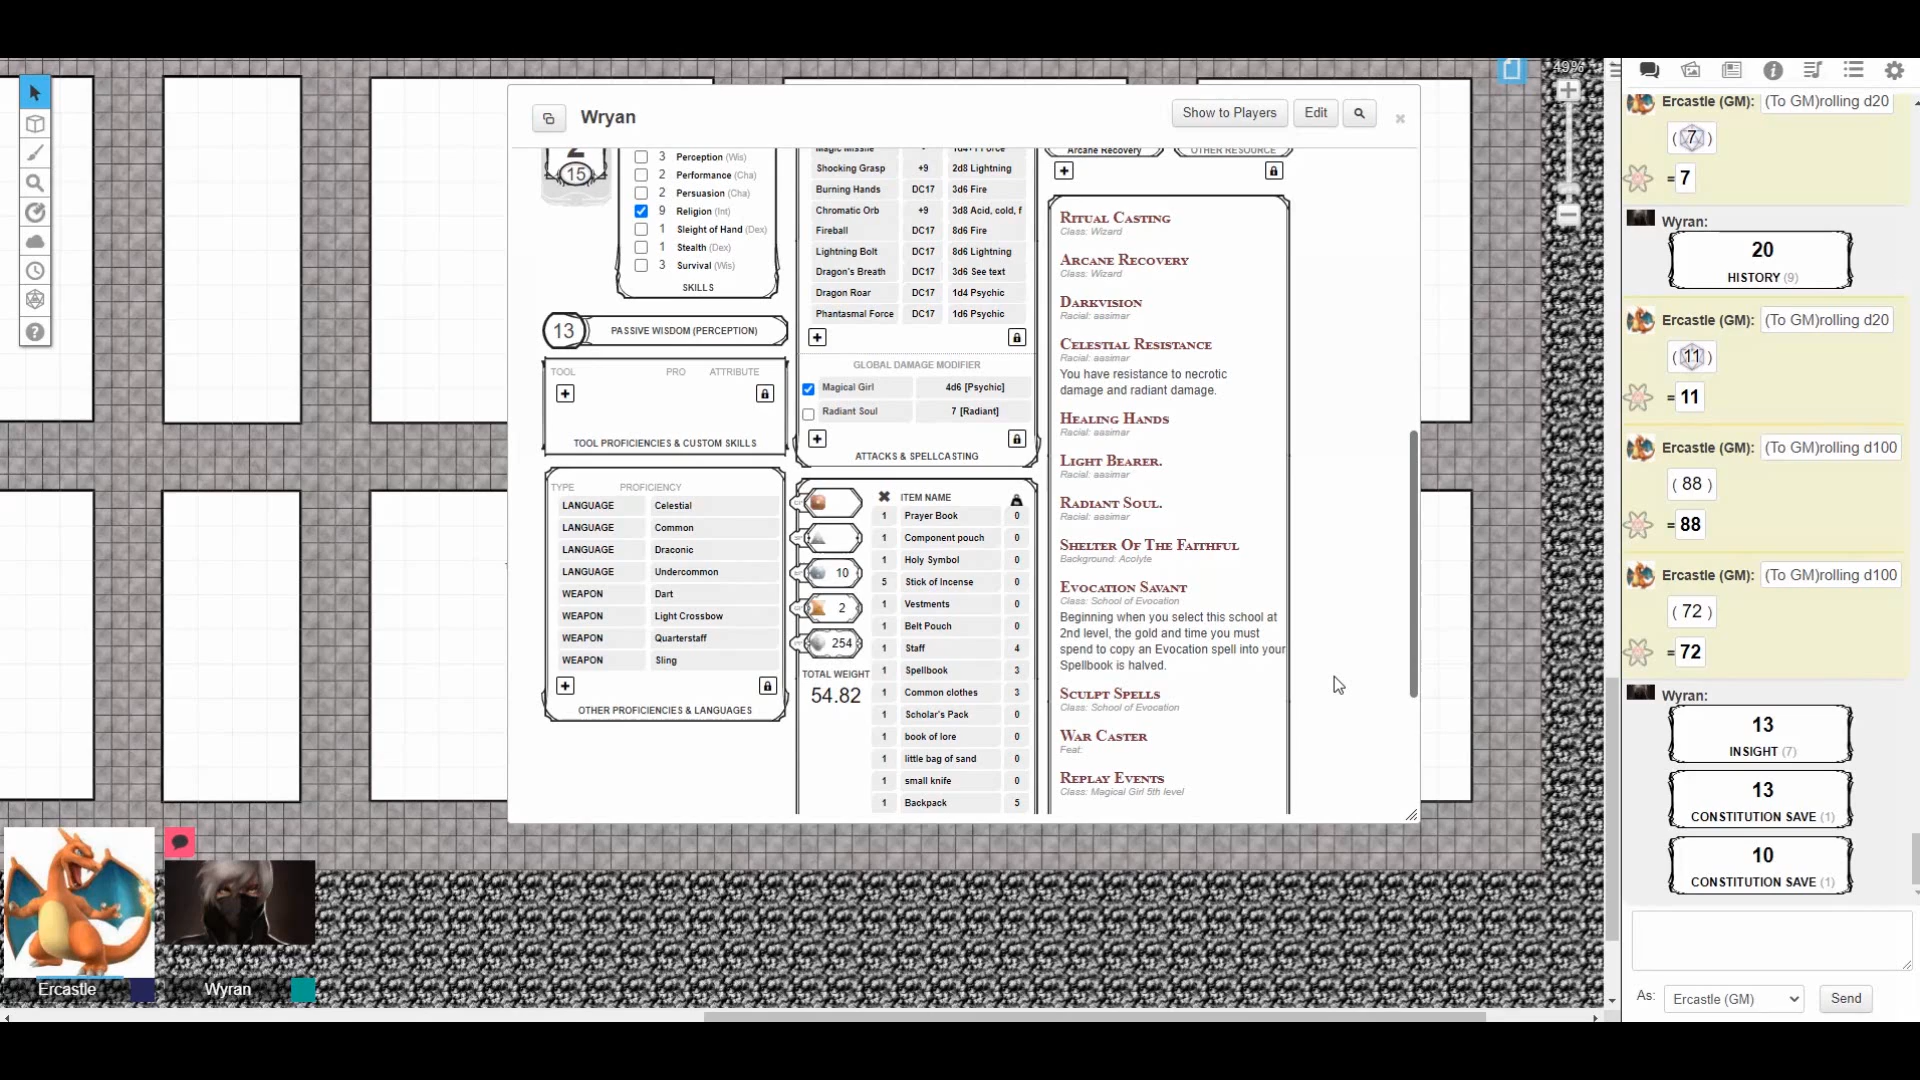 49%
Wryan
Show to Players
Edit
2
15
3 Perception (Wis)
2 Performance (Cha)
2 Persuasion (Cha)
9 Religion (Int)
1 Sleight of Hand (Dex)
1 Stealth (Dex)
3 Survival (Wis)
SKILLS
13 PASSIVE WISDOM (PERCEPTION)
TOOL PRO ATTRIBUTE
TOOL PROFICIENCIES & CUSTOM SKILLS
TYPE PROFICIENCY
LANGUAGE Celestial
LANGUAGE Common
LANGUAGE Draconic
LANGUAGE Undercommon
WEAPON Dart
WEAPON Light Crossbow
WEAPON Quarterstaff
WEAPON Sling
OTHER PROFICIENCIES & LANGUAGES
Magic Missile - 1d4+1 Force
Shocking Grasp +9 2d8 Lightning
Burning Hands DC17 3d6 Fire
Chromatic Orb +9 3d8 Acid, cold, f
Fireball DC17 8d6 Fire
Lightning Bolt DC17 8d6 Lightning
Dragon's Breath DC17 3d6 See text
Dragon Roar DC17 1d4 Psychic
Phantasmal Force DC17 1d6 Psychic
GLOBAL DAMAGE MODIFIER
Magical Girl 4d6 [Psychic]
Radiant Soul 7 [Radiant]
ATTACKS & SPELLCASTING
10
2
254
TOTAL WEIGHT
54.82
ITEM NAME
1 Prayer Book 0
1 Component pouch 0
1 Holy Symbol 0
5 Stick of Incense 0
1 Vestments 0
1 Belt Pouch 0
1 Staff 4
1 Spellbook 3
1 Common clothes 3
1 Scholar's Pack 0
1 book of lore 0
1 little bag of sand 0
1 small knife 0
1 Backpack 5
Arcane Recovery
OTHER RESOURCE
RITUAL CASTING
Class: Wizard
ARCANE RECOVERY
Class: Wizard
DARKVISION
Racial: aasimar
CELESTIAL RESISTANCE
Racial: aasimar
You have resistance to necrotic
damage and radiant damage.
HEALING HANDS
Racial: aasimar
LIGHT BEARER.
Racial: aasimar
RADIANT SOUL.
Racial: aasimar
SHELTER OF THE FAITHFUL
Background: Acolyte
EVOCATION SAVANT
Class: School of Evocation
Beginning when you select this school at
2nd level, the gold and time you must
spend to copy an Evocation spell into your
Spellbook is halved.
SCULPT SPELLS
Class: School of Evocation
WAR CASTER
Feat:
REPLAY EVENTS
Class: Magical Girl 5th level
Ercastle (GM): (To GM)rolling d20
(7)
=7
Wyran:
20
HISTORY (9)
Ercastle (GM): (To GM)rolling d20
(11)
=11
Ercastle (GM): (To GM)rolling d100
(88)
=88
Ercastle (GM): (To GM)rolling d100
(72)
=72
Wyran:
13
INSIGHT (7)
13
CONSTITUTION SAVE (1)
10
CONSTITUTION SAVE (1)
As: Ercastle (GM) Send
Ercastle
Wyran